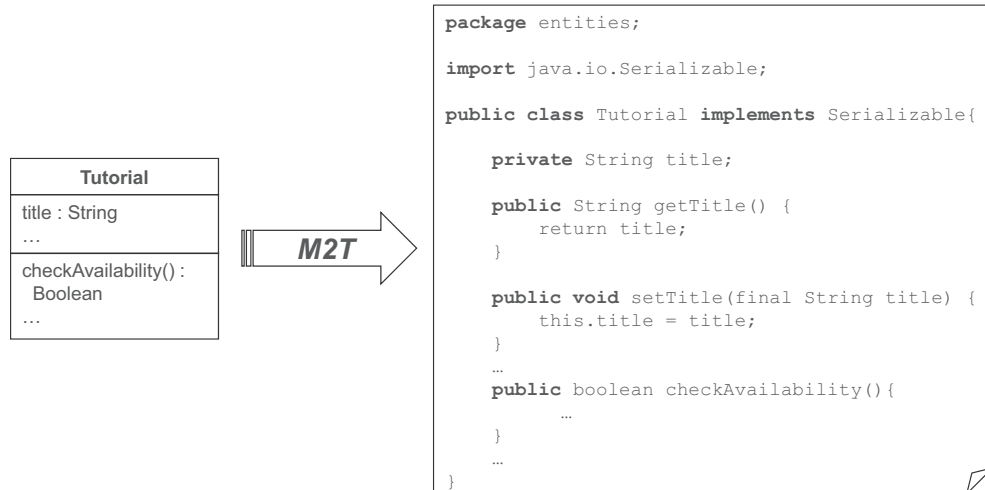 Tutorial
title : String
…
checkAvailability() :
Boolean
…
M2T
package entities;
import java.io.Serializable;
public class Tutorial implements Serializable{
private String title;
public String getTitle() {
return title;
}
public void setTitle(final String title) {
this.title = title;
}
…
public boolean checkAvailability(){
…
}
…
}